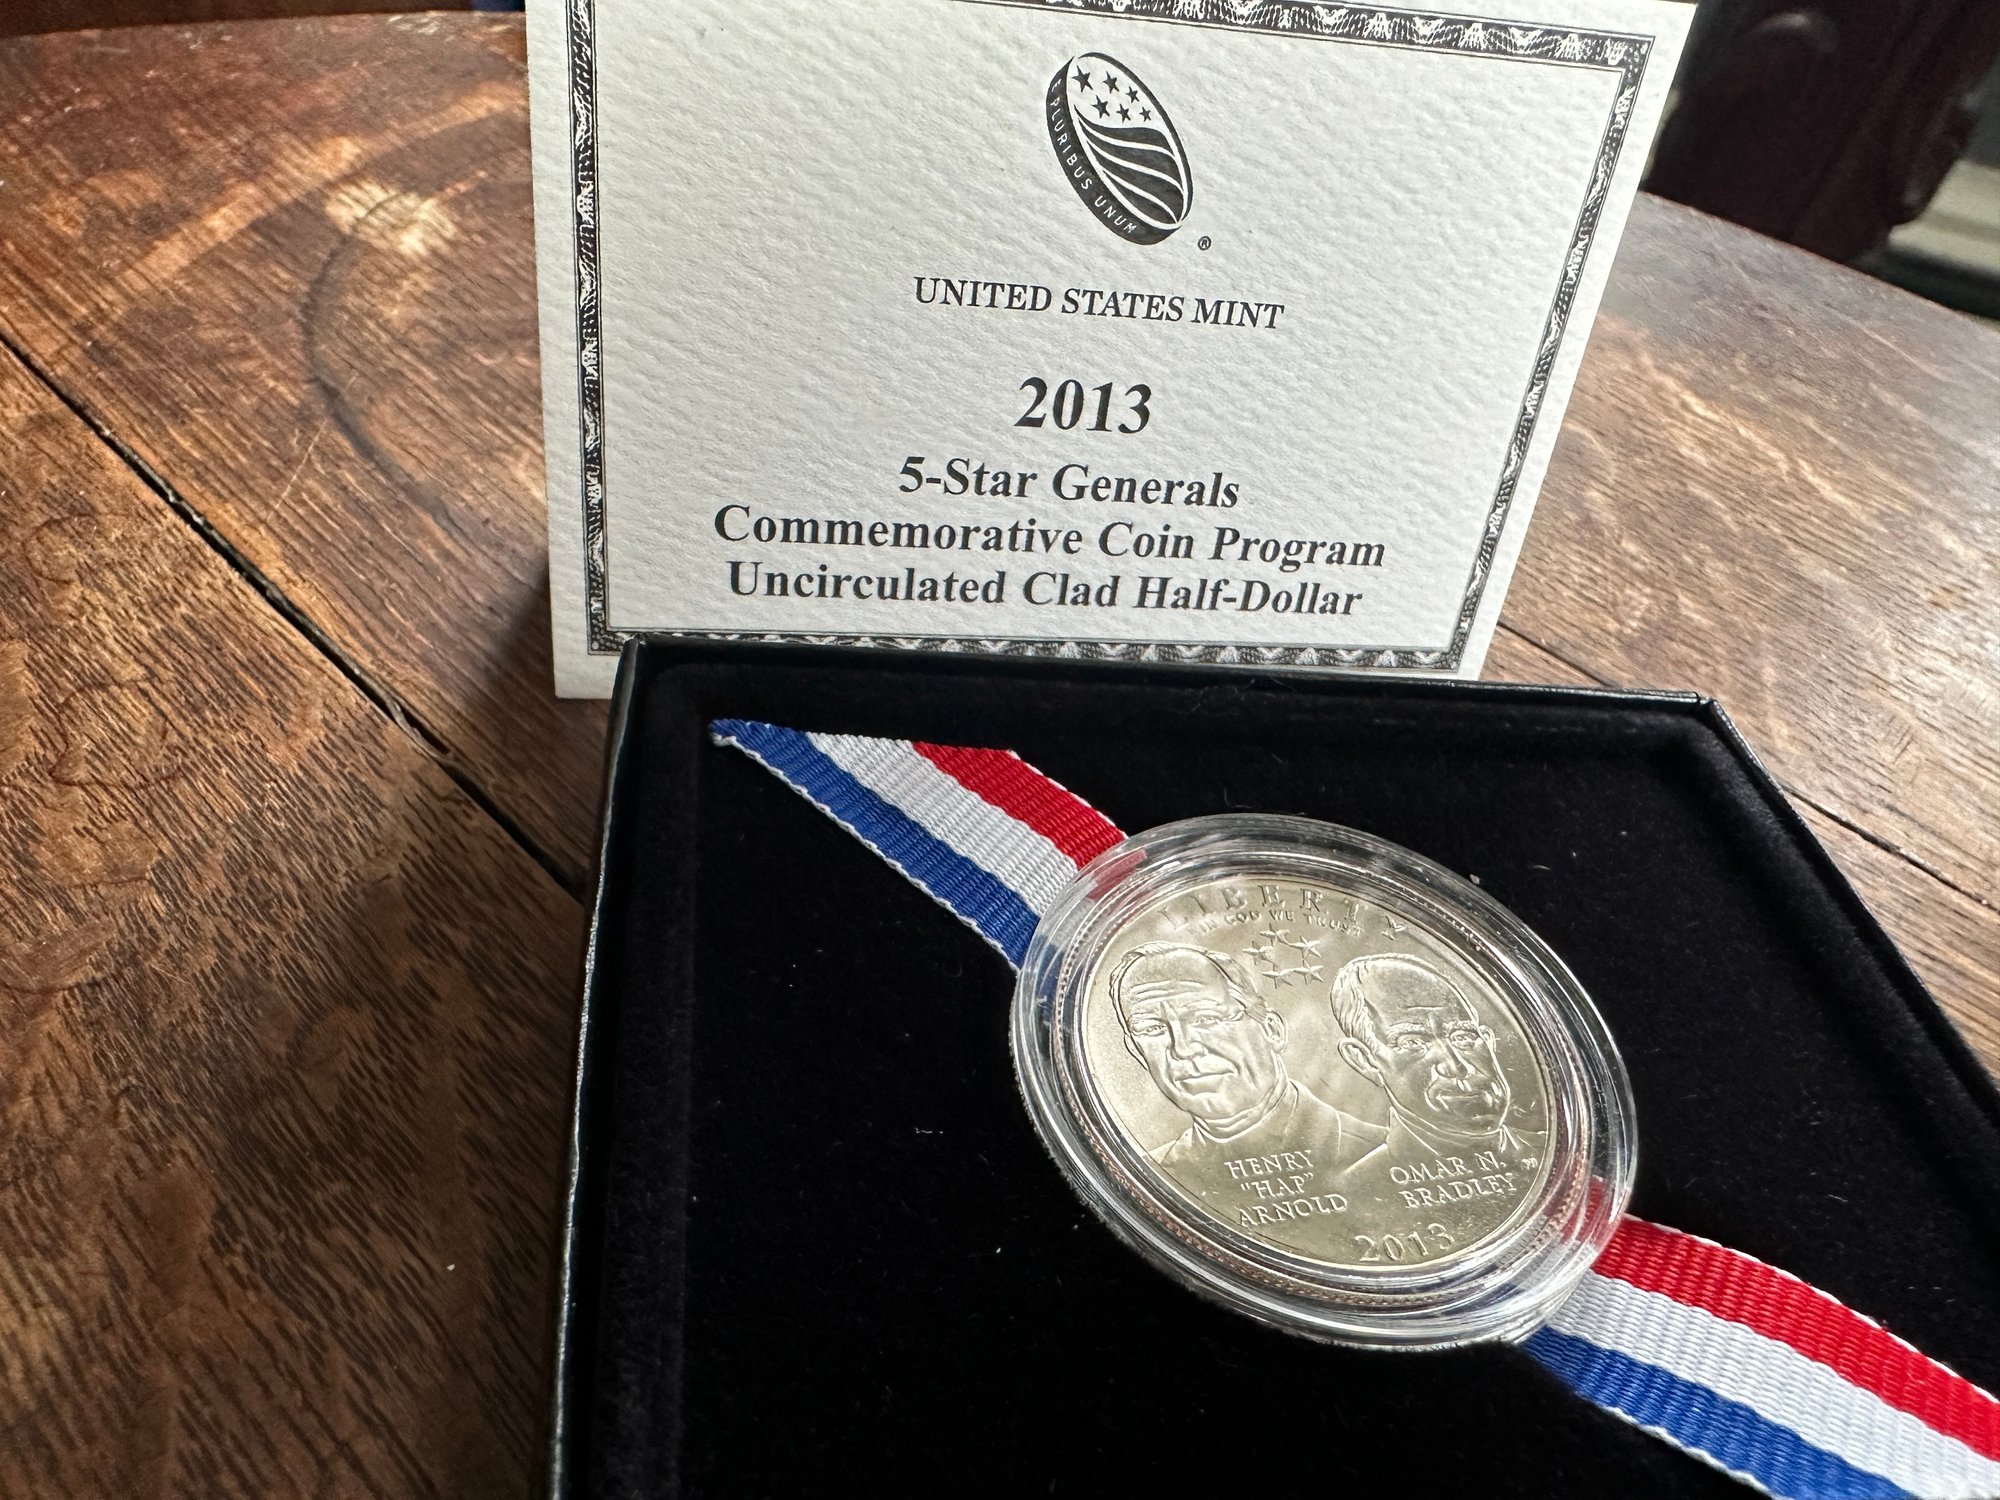 E PLURIBUS UNUM
®
UNITED STATES MINT
2013
5-Star Generals
Commemorative Coin Program
Uncirculated Clad Half-Dollar
LIBERTY
IN GOD WE TRUST
HENRY
"HAP"
ARNOLD
OMAR N.
BRADLEY
2013